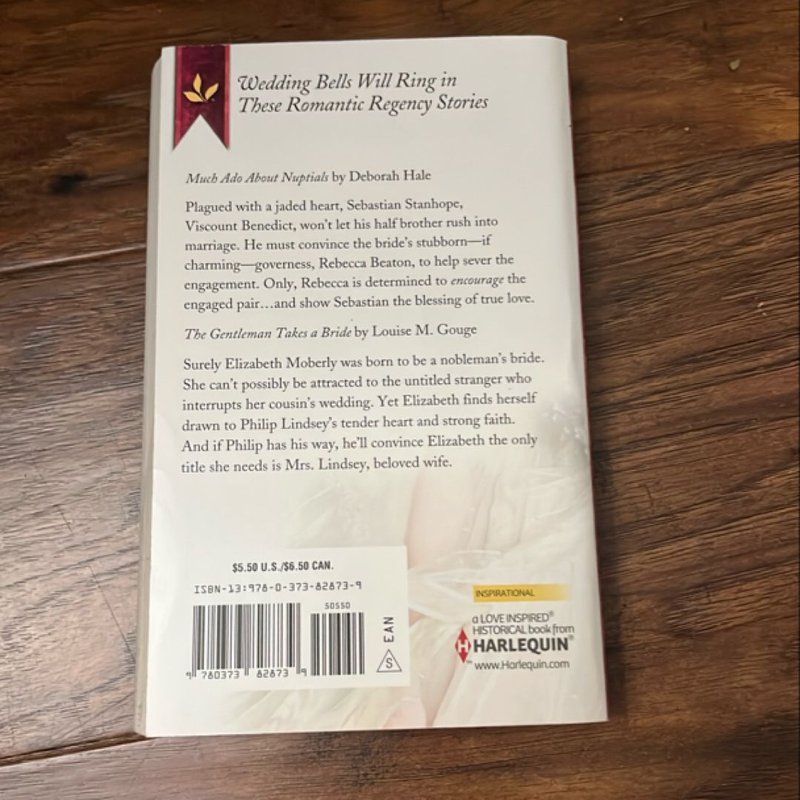 Wedding Bells Will Ring in
These Romantic Regency Stories
Much Ado About Nuptials by Deborah Hale
Plagued with a jaded heart, Sebastian Stanhope,
Viscount Benedict, won't let his half brother rush into
marriage. He must convince the bride's stubborn—if
charming—governess, Rebecca Beaton, to help sever the
engagement. Only, Rebecca is determined to encourage the
engaged pair…and show Sebastian the blessing of true love.
The Gentleman Takes a Bride by Louise M. Gouge
Surely Elizabeth Moberly was born to be a nobleman's bride.
She can't possibly be attracted to the untitled stranger who
interrupts her cousin's wedding. Yet Elizabeth finds herself
drawn to Philip Lindsey's tender heart and strong faith.
And if Philip has his way, he'll convince Elizabeth the only
title she needs is Mrs. Lindsey, beloved wife.
$5.50 U.S./$6.50 CAN.
ISBN-13:978-0-373-82873-9
50550
9 780373 82873 9
EAN
S
INSPIRATIONAL
a LOVE INSPIRED®
HISTORICAL book from
H HARLEQUIN®
™ www.Harlequin.com